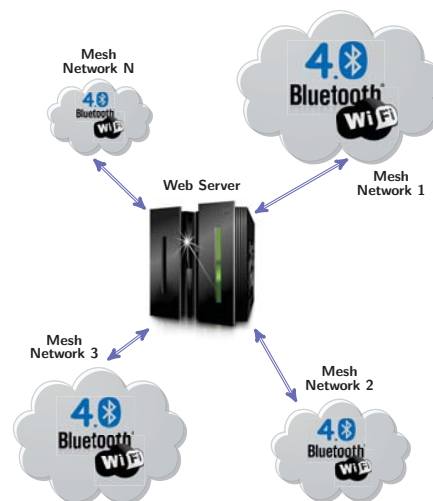 Mesh
Network N
4.0
Bluetooth
WiFi
4.0
Bluetooth
WiFi
Mesh
Network 1
Web Server
Mesh
Network 3
4.0
Bluetooth
WiFi
Mesh
Network 2
4.0
Bluetooth
WiFi